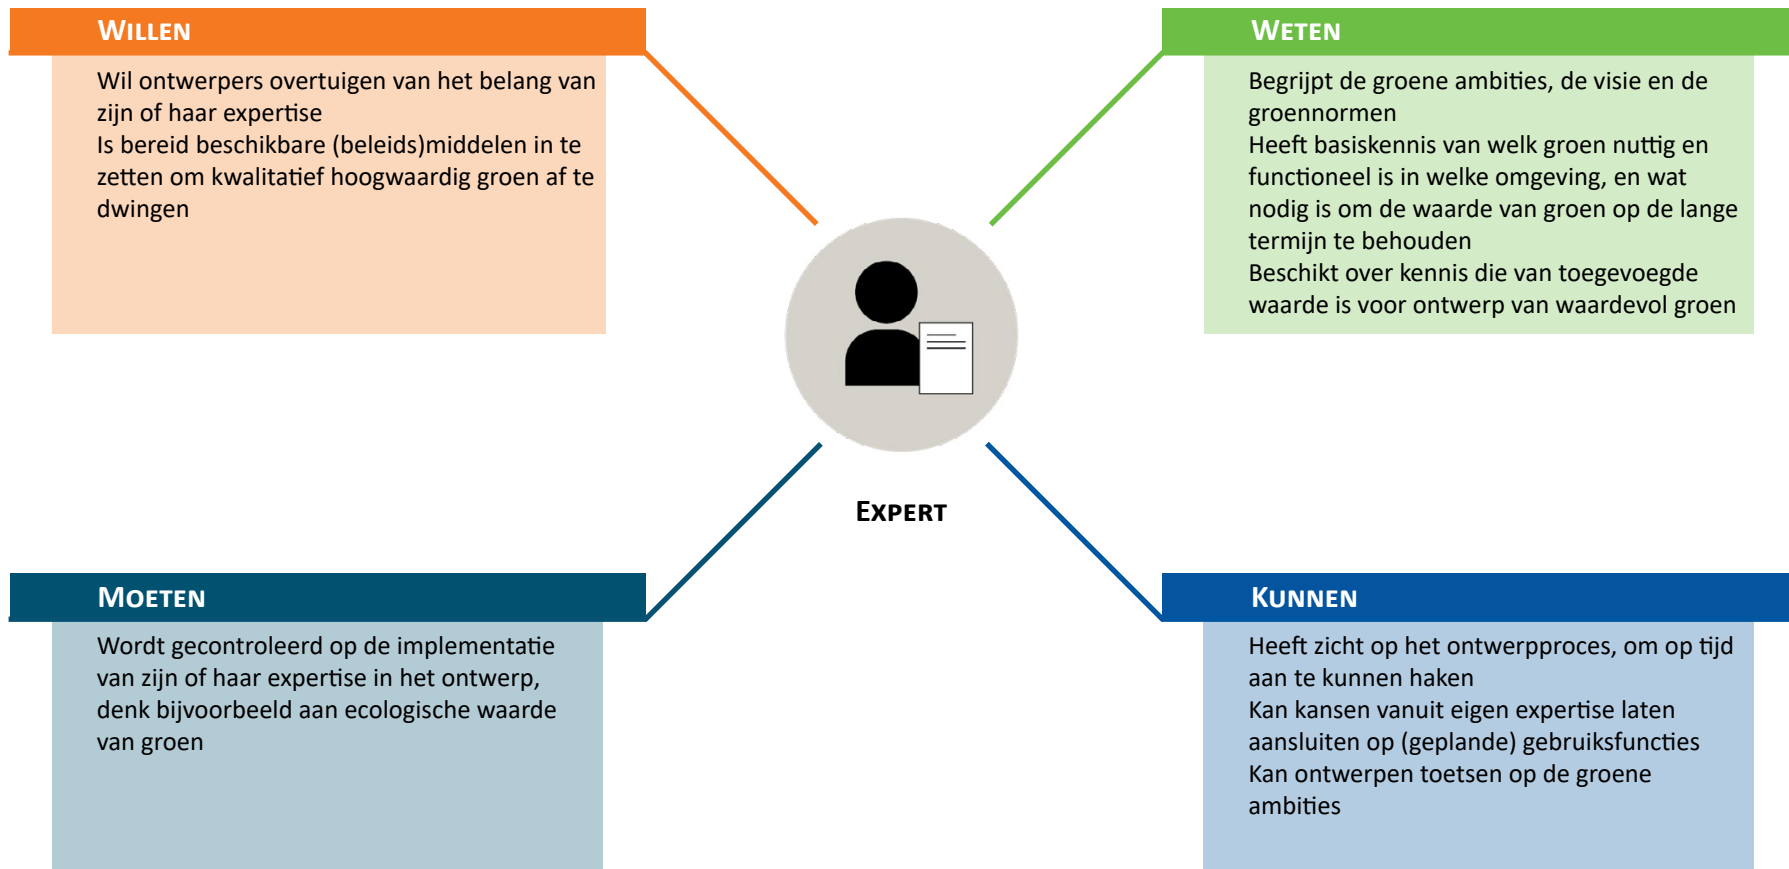 WILLEN
Wil ontwerpers overtuigen van het belang van
zijn of haar expertise
Is bereid beschikbare (beleids)middelen in te
zetten om kwalitatief hoogwaardig groen af te
dwingen
WETEN
Begrijpt de groene ambities, de visie en de
groennormen
Heeft basiskennis van welk groen nuttig en
functioneel is in welke omgeving, en wat
nodig is om de waarde van groen op de lange
termijn te behouden
Beschikt over kennis die van toegevoegde
waarde is voor ontwerp van waardevol groen
EXPERT
MOETEN
Wordt gecontroleerd op de implementatie
van zijn of haar expertise in het ontwerp,
denk bijvoorbeeld aan ecologische waarde
van groen
KUNNEN
Heeft zicht op het ontwerpproces, om op tijd
aan te kunnen haken
Kan kansen vanuit eigen expertise laten
aansluiten op (geplande) gebruiksfuncties
Kan ontwerpen toetsen op de groene
ambities